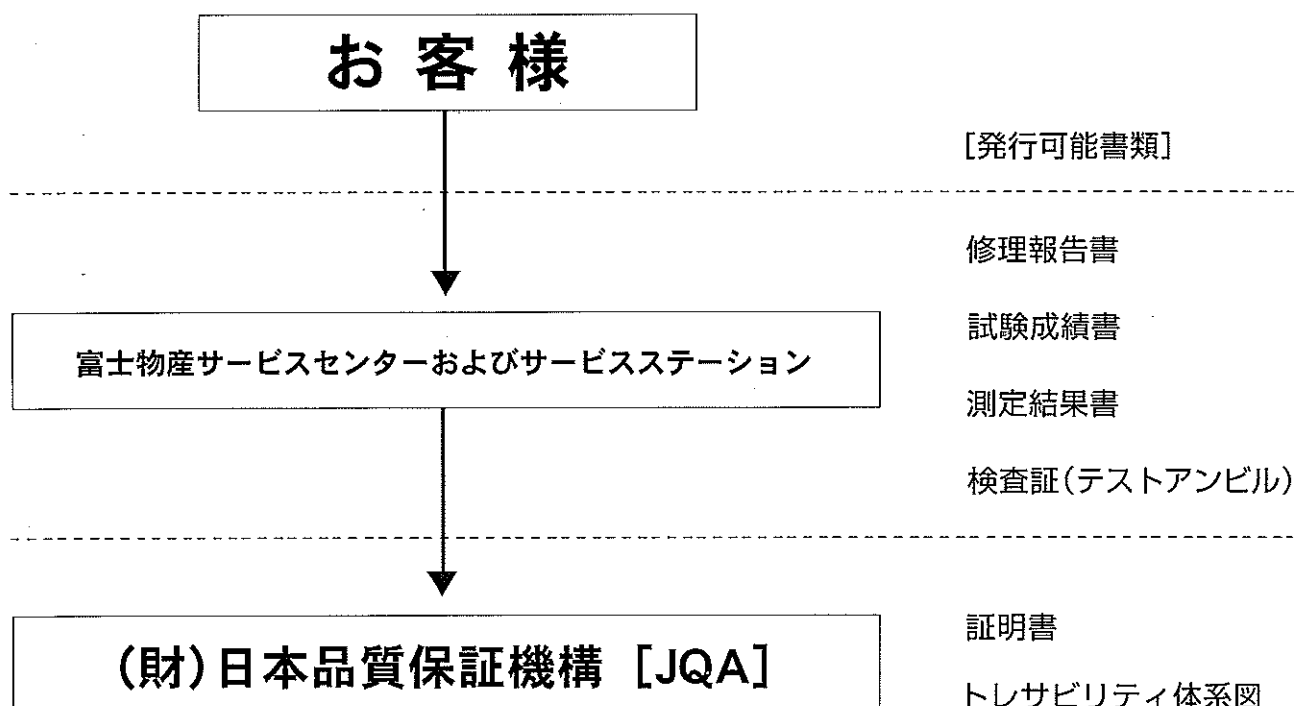 お客様
[発行可能書類]
修理報告書
試験成績書
富士物産サービスセンターおよびサービスステーション
測定結果書
検査証(テストアンビル)
証明書
(財)日本品質保証機構 [JQA]
トレサビリティ体系図